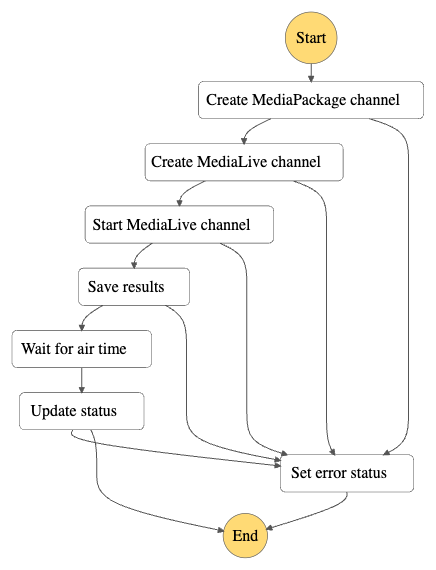 Start
Create MediaPackage channel
Create MediaLive channel
Start MediaLive channel
Save results
Wait for air time
Update status
Set error status
End